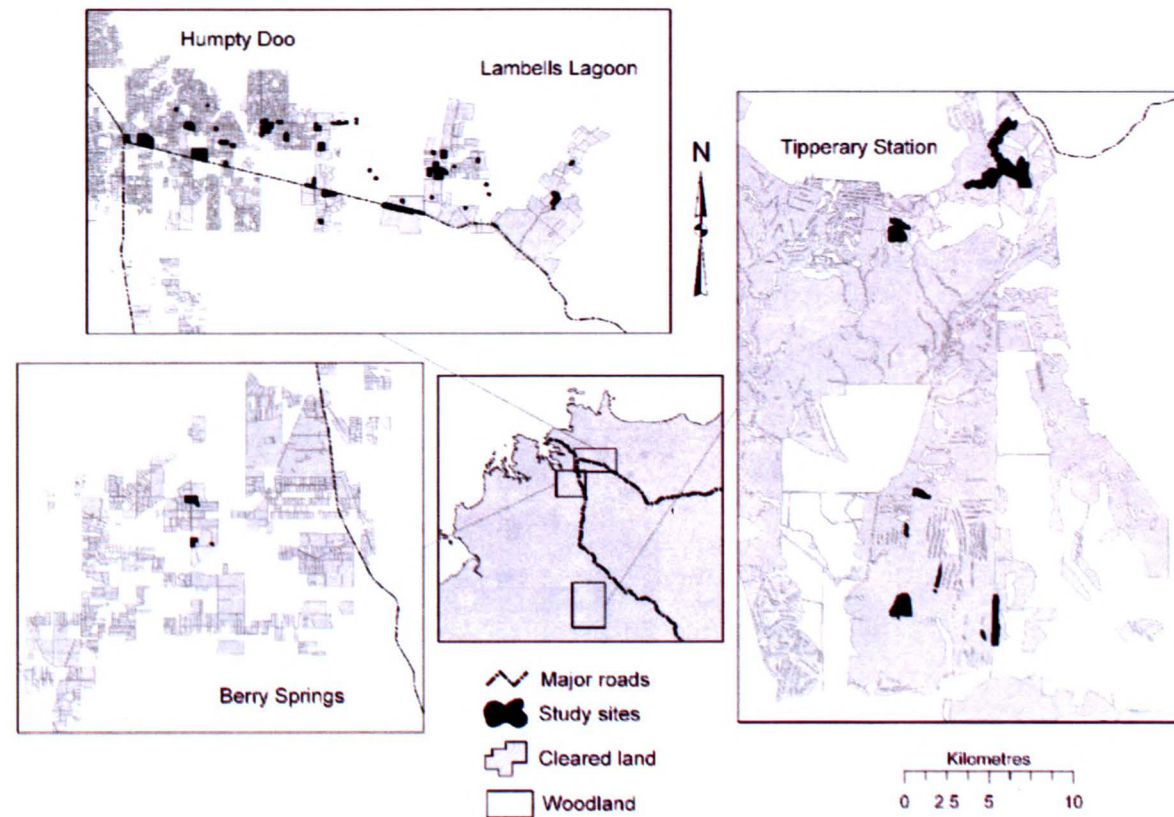 Humpty Doo
Lambells Lagoon
N
Tipperary Station
Berry Springs
Major roads
Study sites
Cleared land
Woodland
Kilometres
0 2 5 5 10